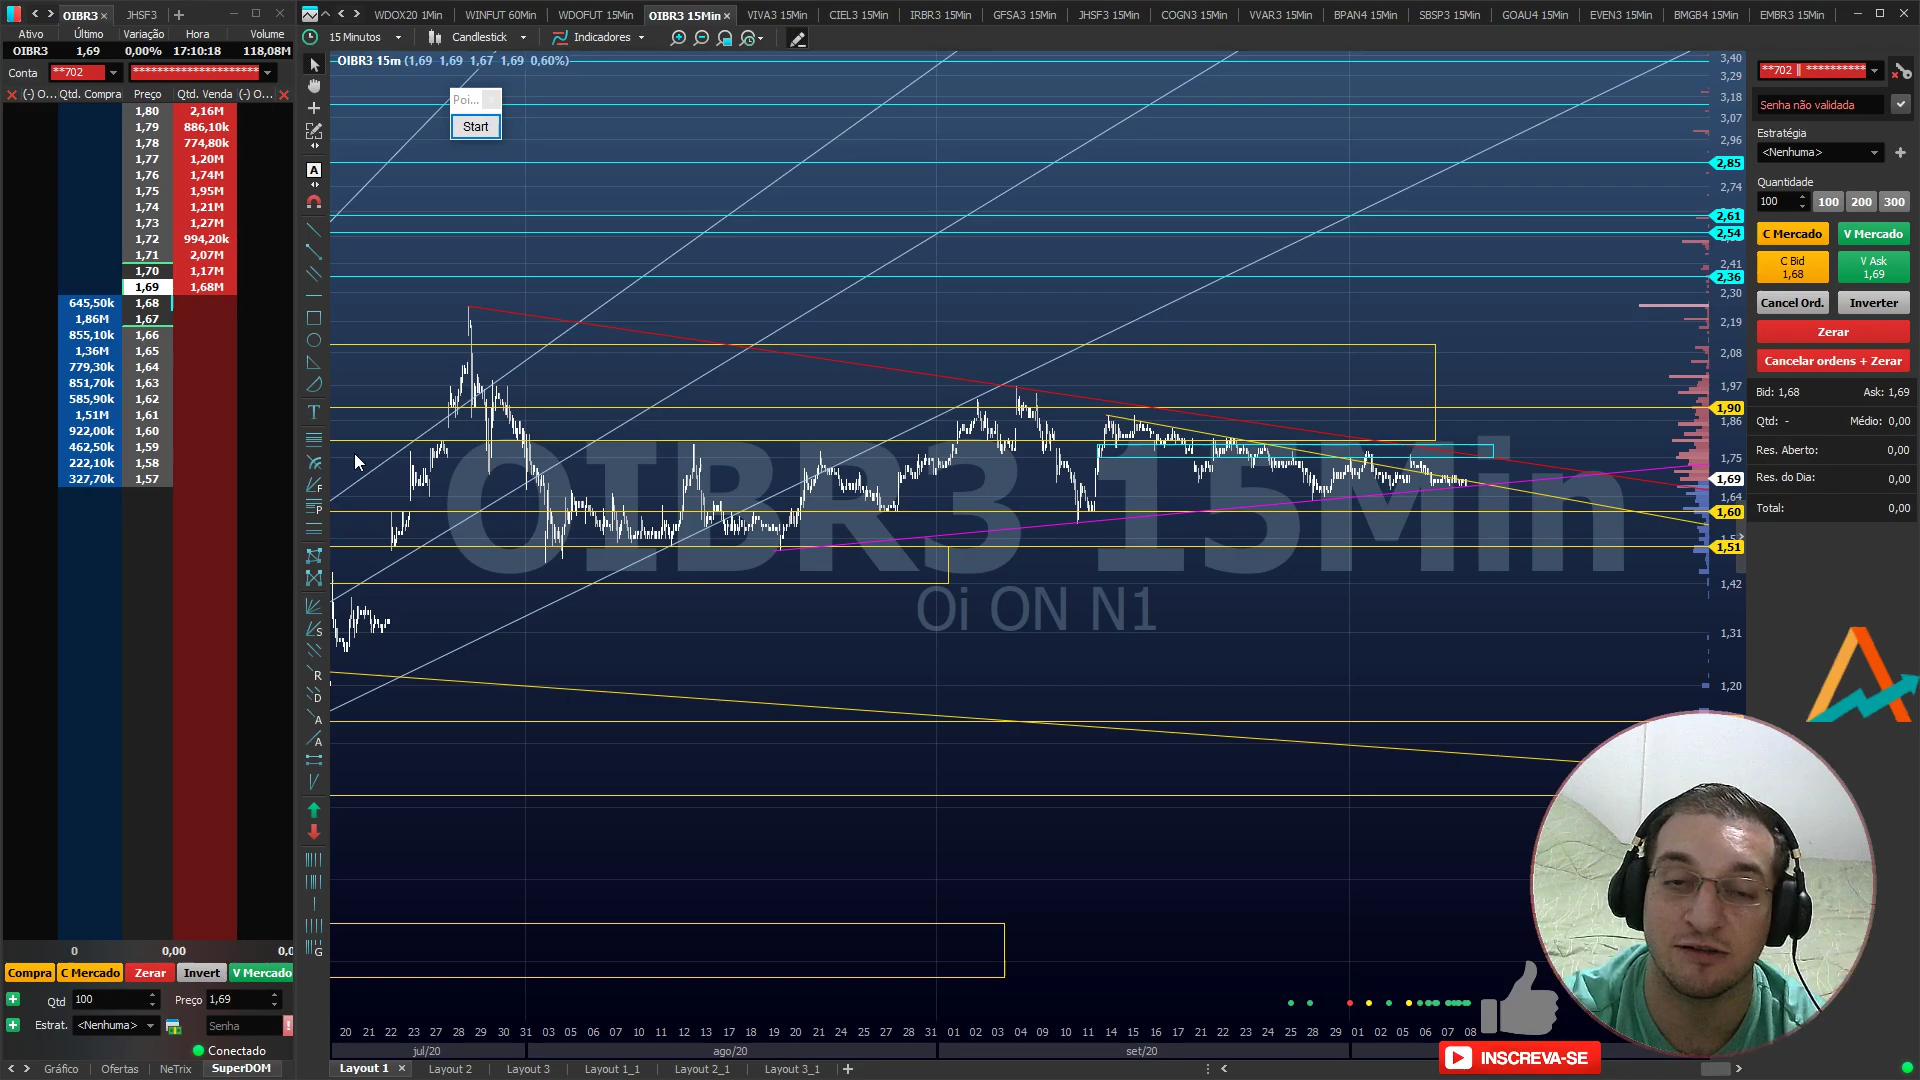 OIBR3 JHSF3
WDOX20 1Min WINFUT 60Min WDOFUT 15Min OIBR3 15Min VIVA3 15Min CIEL3 15Min IRBR3 15Min GFSA3 15Min JHSF3 15Min COGN3 15Min VVAR3 15Min BPAN4 15Min SBSP3 15Min GOAU4 15Min EVEN3 15Min BMGB4 15Min EMBR3 15Min
Ativo Último Variação Hora Volume
OIBR3 1,69 0,00% 17:10:18 118,08M
Conta **702 ***********************
(-) O... Qtd. Compra Preço Qtd. Venda (-) O...
1,80 2,16M
1,79 886,10k
1,78 774,80k
1,77 1,20M
1,76 1,74M
1,75 1,95M
1,74 1,21M
1,73 1,27M
1,72 994,20k
1,71 2,07M
1,70 1,17M
1,69 1,68M
645,50k 1,68
1,86M 1,67
855,10k 1,66
1,36M 1,65
779,30k 1,64
851,70k 1,63
585,90k 1,62
1,51M 1,61
922,00k 1,60
462,50k 1,59
222,10k 1,58
327,70k 1,57
0 0,00
Compra C Mercado Zerar Invert V Mercado
Qtd 100 Preço 1,69
Estrat. <Nenhuma> Senha
Conectado
Gráfico Ofertas NeTrix SuperDOM
15 Minutos Candlestick Indicadores
OIBR3 15m (1,69 1,69 1,67 1,69 0,60%)
Poi...
Start
OIBR3 15Min
Oi ON N1
3,40
3,29
3,18
3,07
2,96
2,85
2,74
2,61
2,54
2,41
2,36
2,30
2,19
2,08
1,97
1,90
1,86
1,75
1,69
1,64
1,60
1,51
1,42
1,31
1,20
20 21 22 23 27 28 29 30 31 03 05 06 07 10 11 12 13 14 17 18 19 20 21 24 25 26 27 28 31 01 02 03 04 08 10 11 14 15 16 17 18 21 22 23 24 25 28 29 01 02 05 06 07 08
jul/20 ago/20 set/20
Layout 1 Layout 2 Layout 3 Layout 1_1 Layout 2_1 Layout 3_1
**702 || **********
Senha não validada
Estratégia
<Nenhuma>
Quantidade
100 100 200 300
C Mercado V Mercado
C Bid V Ask
1,68 1,69
Cancel Ord. Inverter
Zerar
Cancelar ordens + Zerar
Bid: 1,68 Ask: 1,69
Qtd: - Médio: 0,00
Res. Aberto: 0,00
Res. do Dia: 0,00
Total: 0,00
INSCREVA-SE